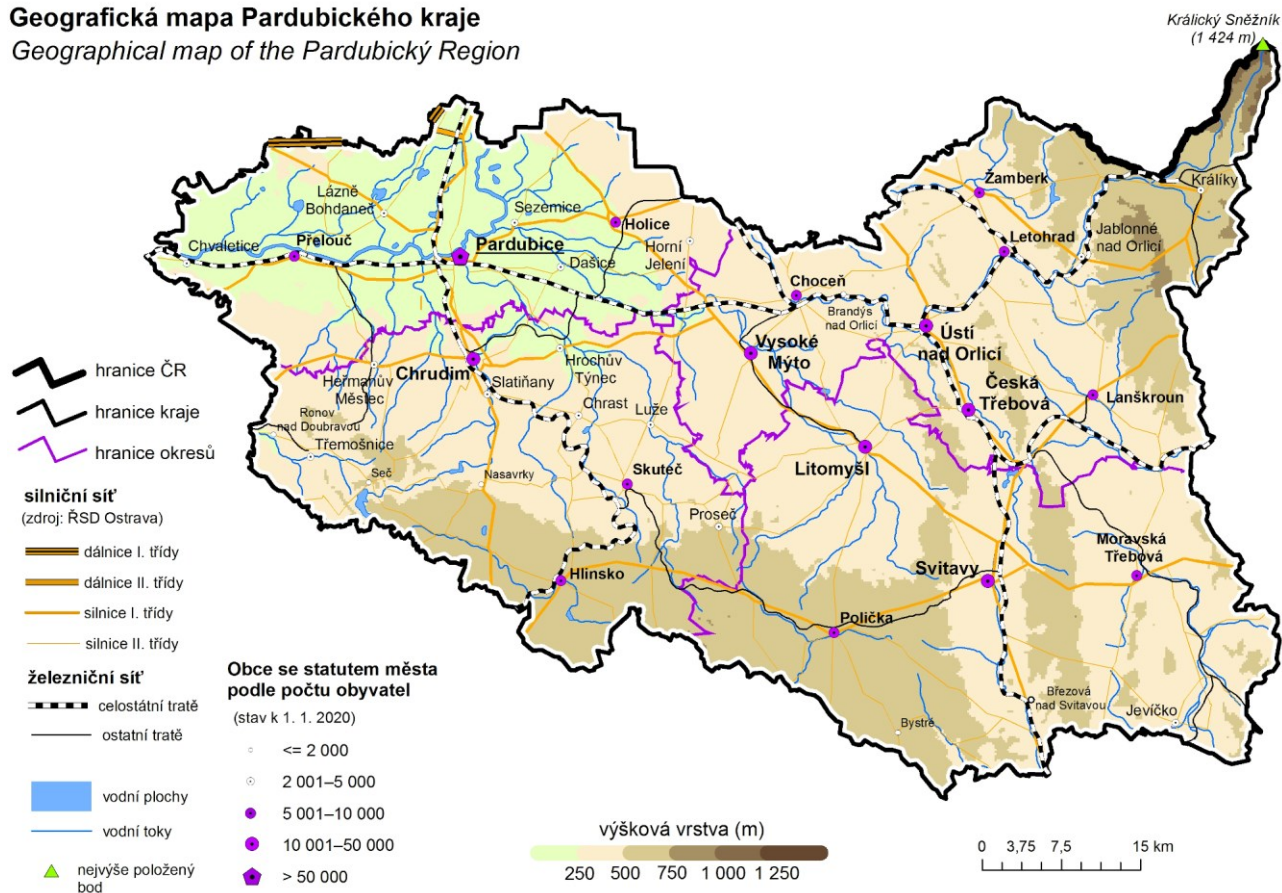 Geografická mapa Pardubického kraje
Geographical map of the Pardubický Region
Králický Sněžník
(1 424 m)
Žamberk
Králíky
Lázně
Bohdaneč
Sezemice
Holice
Chvaletice
Přelouč
Pardubice
Horní
Jelení
Letohrad
Jablonné
nad Orlicí
Dašice
Choceň
Brandýs
nad Orlicí
Ústí
nad Orlicí
Vysoké
Mýto
Hrochův
Týnec
Chrudim
Heřmanův
Městec
Slatiňany
Česká
Třebová
Lanškroun
Chrast
Luže
Ronov
nad Doubravou
Třemošnice
Litomyšl
Seč
Nasavrky
Skuteč
Proseč
Moravská
Třebová
Hlinsko
Svitavy
Polička
Březová
nad Svitavou
Jevíčko
Bystré
hranice ČR
hranice kraje
hranice okresů
silniční síť
(zdroj: ŘSD Ostrava)
dálnice I. třídy
dálnice II. třídy
silnice I. třídy
silnice II. třídy
železniční síť
celostátní tratě
ostatní tratě
vodní plochy
vodní toky
nejvýše položený
bod
Obce se statutem města
podle počtu obyvatel
(stav k 1. 1. 2020)
<= 2 000
2 001–5 000
5 001–10 000
10 001–50 000
> 50 000
výšková vrstva (m)
250 500 750 1 000 1 250
0 3,75 7,5 15 km